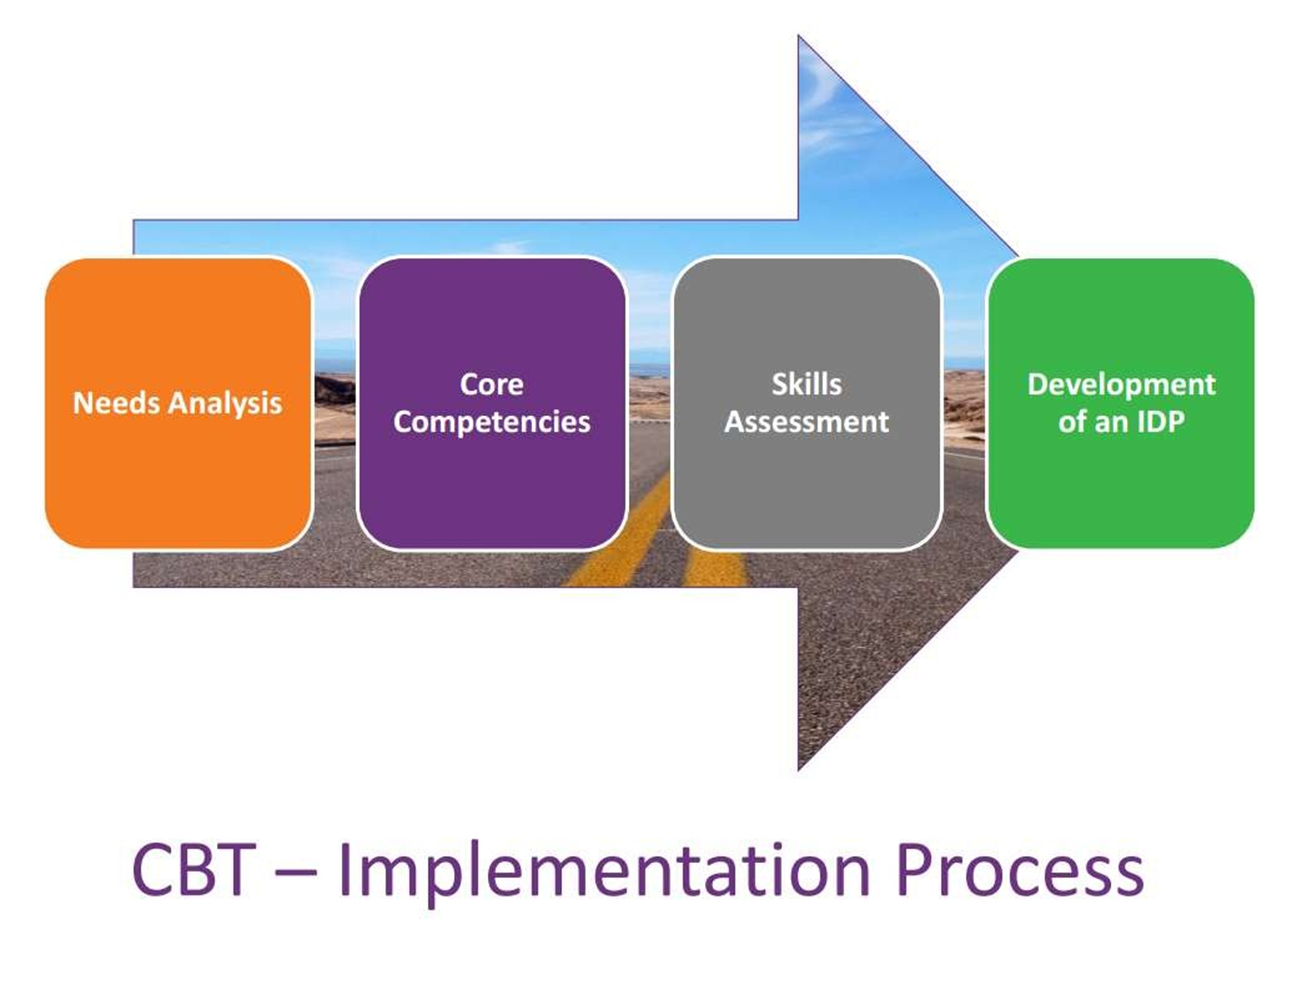 Needs Analysis
Core
Competencies
Skills
Assessment
Development
of an IDP
CBT – Implementation Process